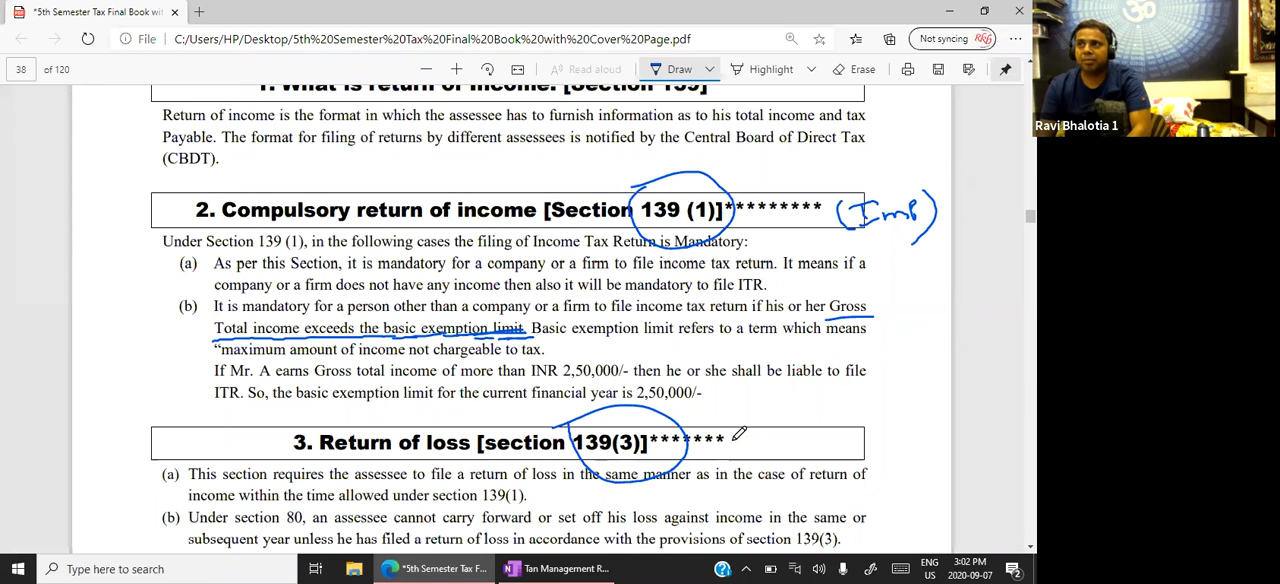 *5th Semester Tax Final Book wit
File
C:/Users/HP/Desktop/5th%20Semester%20Tax%20Final%20Book%20with%20Cover%20Page.pdf
Not syncing
38 of 120
Read aloud
Draw
Highlight
Erase
1. What is return of income. [Section 139]
Return of income is the format in which the assessee has to furnish information as to his total income and tax
Payable. The format for filing of returns by different assessees is notified by the Central Board of Direct Tax
(CBDT).
2. Compulsory return of income [Section 139 (1)]********* (Imp)
Under Section 139 (1), in the following cases the filing of Income Tax Return is Mandatory:
(a) As per this Section, it is mandatory for a company or a firm to file income tax return. It means if a
company or a firm does not have any income then also it will be mandatory to file ITR.
(b) It is mandatory for a person other than a company or a firm to file income tax return if his or her Gross
Total income exceeds the basic exemption limit. Basic exemption limit refers to a term which means
“maximum amount of income not chargeable to tax.
If Mr. A earns Gross total income of more than INR 2,50,000/- then he or she shall be liable to file
ITR. So, the basic exemption limit for the current financial year is 2,50,000/-
3. Return of loss [section 139(3)]*******
(a) This section requires the assessee to file a return of loss in the same manner as in the case of return of
income within the time allowed under section 139(1).
(b) Under section 80, an assessee cannot carry forward or set off his loss against income in the same or
subsequent year unless he has filed a return of loss in accordance with the provisions of section 139(3).
Ravi Bhalotia 1
Type here to search
*5th Semester Tax F...
Tan Management R...
ENG
US
3:02 PM
2020-09-07
2